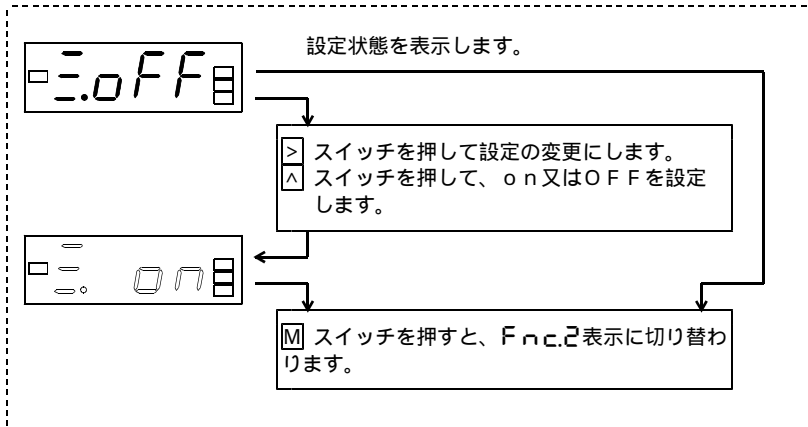 設定状態を表示します。
三.oFF
> スイッチを押して設定の変更にします。
∧ スイッチを押して、on又はOFFを設定
します。
三. on
M スイッチを押すと、Fnc.2表示に切り替わ
ります。